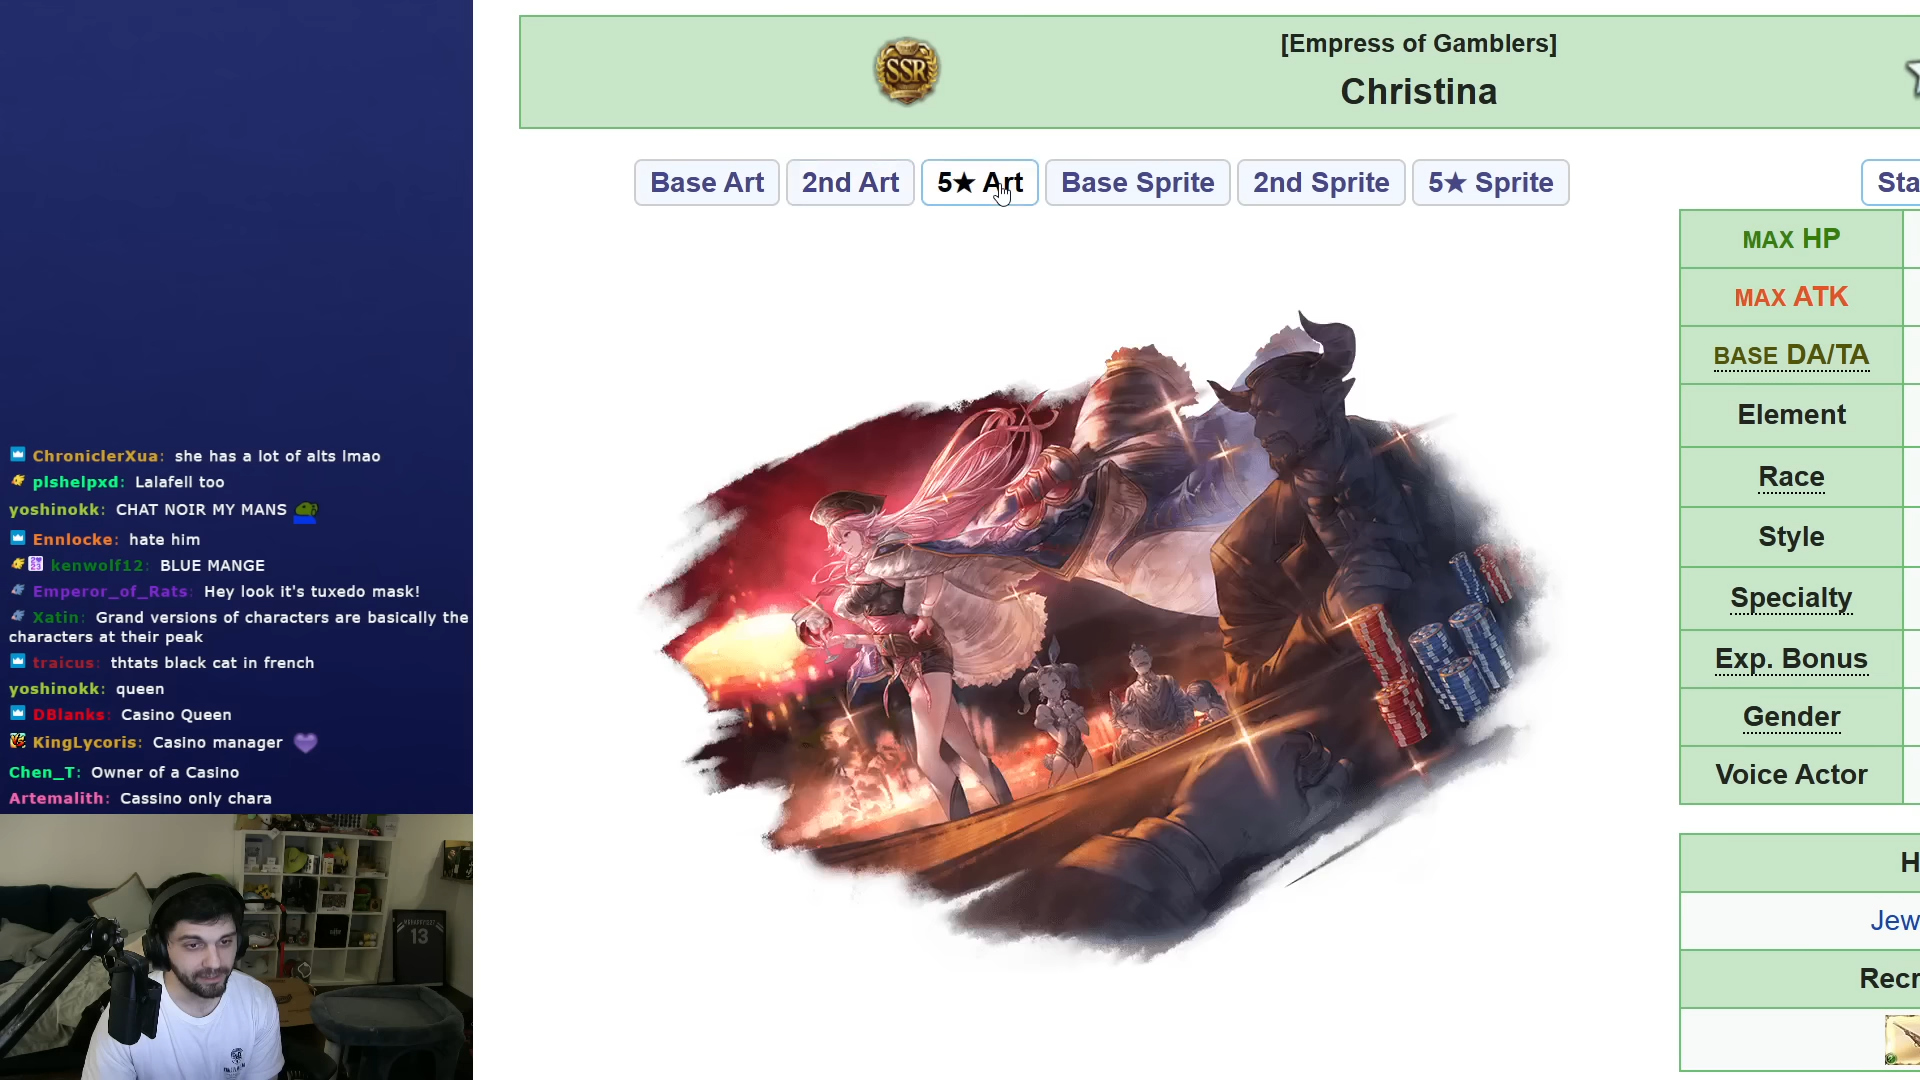 SSR
[Empress of Gamblers]
Christina
Base Art
2nd Art
5★ Art
Base Sprite
2nd Sprite
5★ Sprite
Sta
MAX HP
MAX ATK
BASE DA/TA
Element
Race
Style
Specialty
Exp. Bonus
Gender
Voice Actor
H
Jew
Recr
ChroniclerXua: she has a lot of alts lmao
plshelpxd: Lalafell too
yoshinokk: CHAT NOIR MY MANS
Ennlocke: hate him
kenwolf12: BLUE MANGE
Emperor_of_Rats: Hey look it's tuxedo mask!
Xatin: Grand versions of characters are basically the
characters at their peak
traicus: thtats black cat in french
yoshinokk: queen
DBlanks: Casino Queen
KingLycoris: Casino manager
Chen_T: Owner of a Casino
Artemalith: Cassino only chara
13